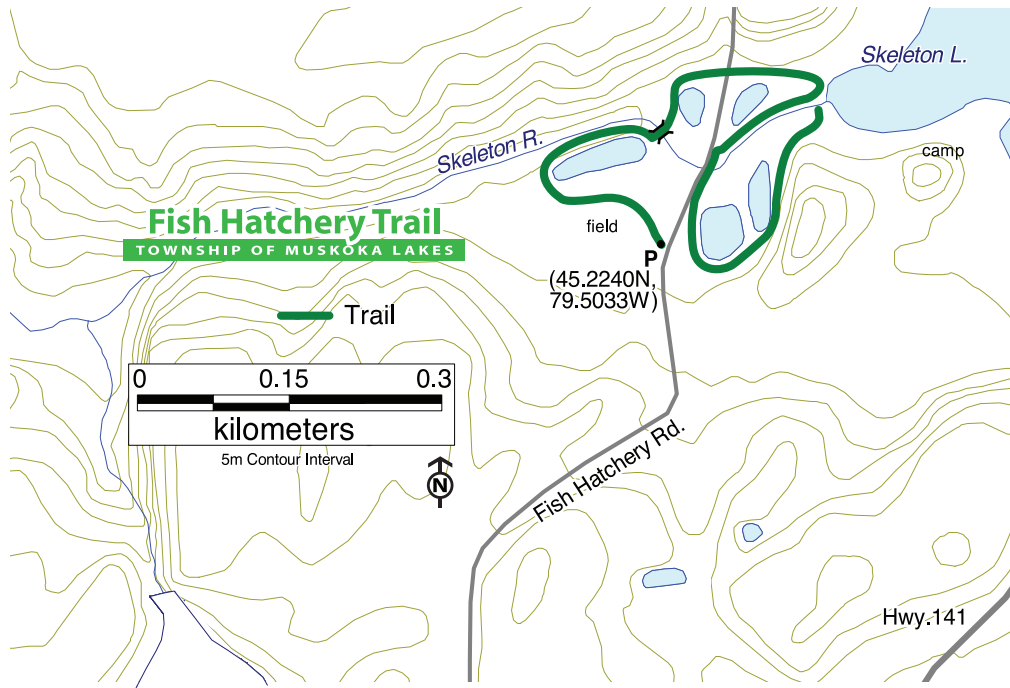 Skeleton L.
Skeleton R.
camp
Fish Hatchery Trail
TOWNSHIP OF MUSKOKA LAKES
field
P
(45.2240N,
79.5033W)
Trail
0 0.15 0.3
kilometers
5m Contour Interval
N
Fish Hatchery Rd.
Hwy.141